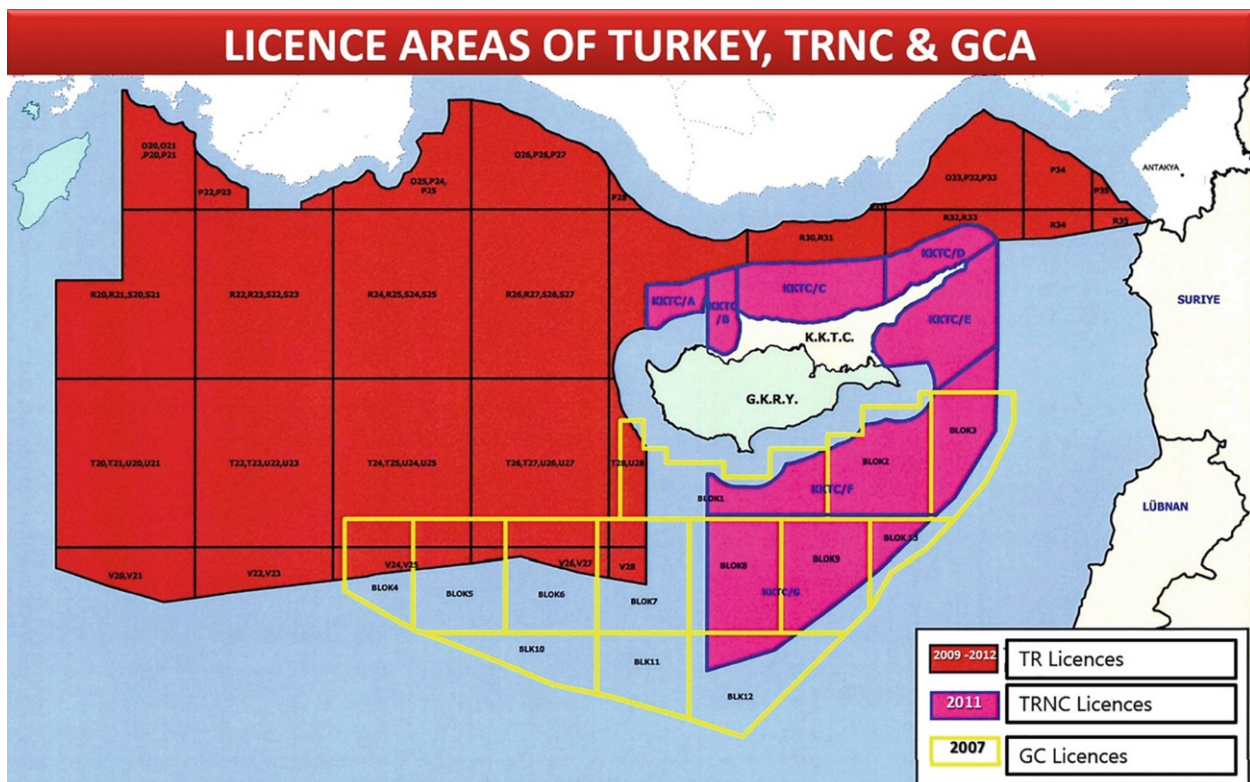 LICENCE AREAS OF TURKEY, TRNC & GCA
O20,O21
,P20,P21
P22,P23
O25,P24,
P25
O26,P26,P27
P28
O33,P32,P33
P34
P35
ANTAKYA
R30,R31
R32,R33
R34
R35
R20,R21,S20,S21
R22,R23,S22,S23
R24,R25,S24,S25
R26,R27,S26,S27
KKTC/A
KKTC
/B
KKTC/C
KKTC/D
KKTC/E
SURIYE
K.K.T.C.
G.K.R.Y.
T20,T21,U20,U21
T22,T23,U22,U23
T24,T25,U24,U25
T26,T27,U26,U27
T28,U28
BLOK1
BLOK2
BLOK3
KKTC/F
LÜBNAN
V20,V21
V22,V23
V24,V25
V26,V27
V28
BLOK4
BLOK5
BLOK6
BLOK7
BLOK8
BLOK9
BLOK 13
KKTC/G
BLK10
BLK11
BLK12
2009 -2012
TR Licences
2011
TRNC Licences
2007
GC Licences